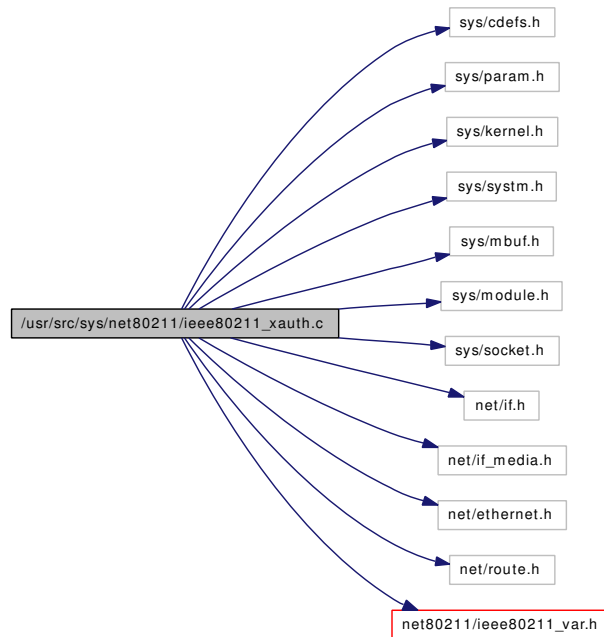 sys/cdefs.h
sys/param.h
sys/kernel.h
sys/systm.h
sys/mbuf.h
/usr/src/sys/net80211/ieee80211_xauth.c
sys/module.h
sys/socket.h
net/if.h
net/if_media.h
net/ethernet.h
net/route.h
net80211/ieee80211_var.h